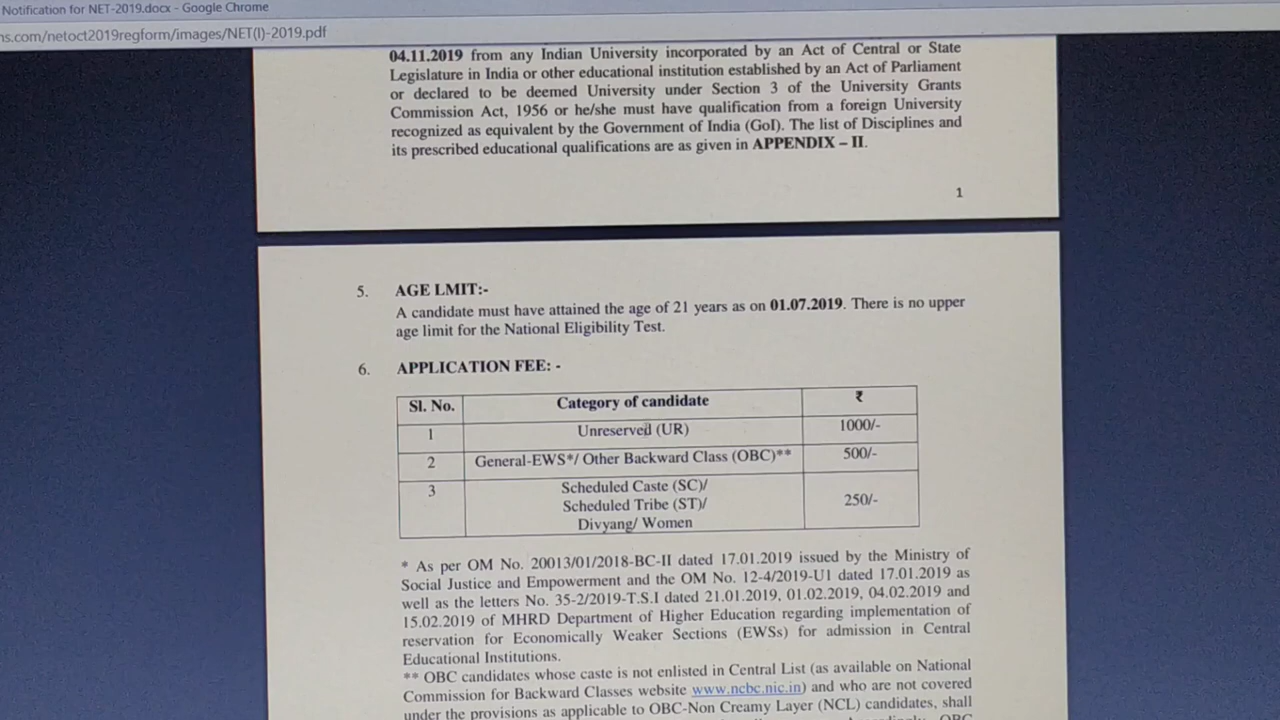 Notification for NET-2019.docx - Google Chrome
ns.com/netoct2019regform/images/NET(I)-2019.pdf
04.11.2019 from any Indian University incorporated by an Act of Central or State
Legislature in India or other educational institution established by an Act of Parliament
or declared to be deemed University under Section 3 of the University Grants
Commission Act, 1956 or he/she must have qualification from a foreign University
recognized as equivalent by the Government of India (GoI). The list of Disciplines and
its prescribed educational qualifications are as given in APPENDIX – II.
1
5. AGE LMIT:-
A candidate must have attained the age of 21 years as on 01.07.2019. There is no upper
age limit for the National Eligibility Test.
6. APPLICATION FEE: -
Sl. No. Category of candidate ₹
1 Unreserved (UR) 1000/-
2 General-EWS*/ Other Backward Class (OBC)** 500/-
3 Scheduled Caste (SC)/
Scheduled Tribe (ST)/ 250/-
Divyang/ Women
* As per OM No. 20013/01/2018-BC-II dated 17.01.2019 issued by the Ministry of
Social Justice and Empowerment and the OM No. 12-4/2019-U1 dated 17.01.2019 as
well as the letters No. 35-2/2019-T.S.I dated 21.01.2019, 01.02.2019, 04.02.2019 and
15.02.2019 of MHRD Department of Higher Education regarding implementation of
reservation for Economically Weaker Sections (EWSs) for admission in Central
Educational Institutions.
** OBC candidates whose caste is not enlisted in Central List (as available on National
Commission for Backward Classes website www.ncbc.nic.in) and who are not covered
under the provisions as applicable to OBC-Non Creamy Layer (NCL) candidates, shall
OBC